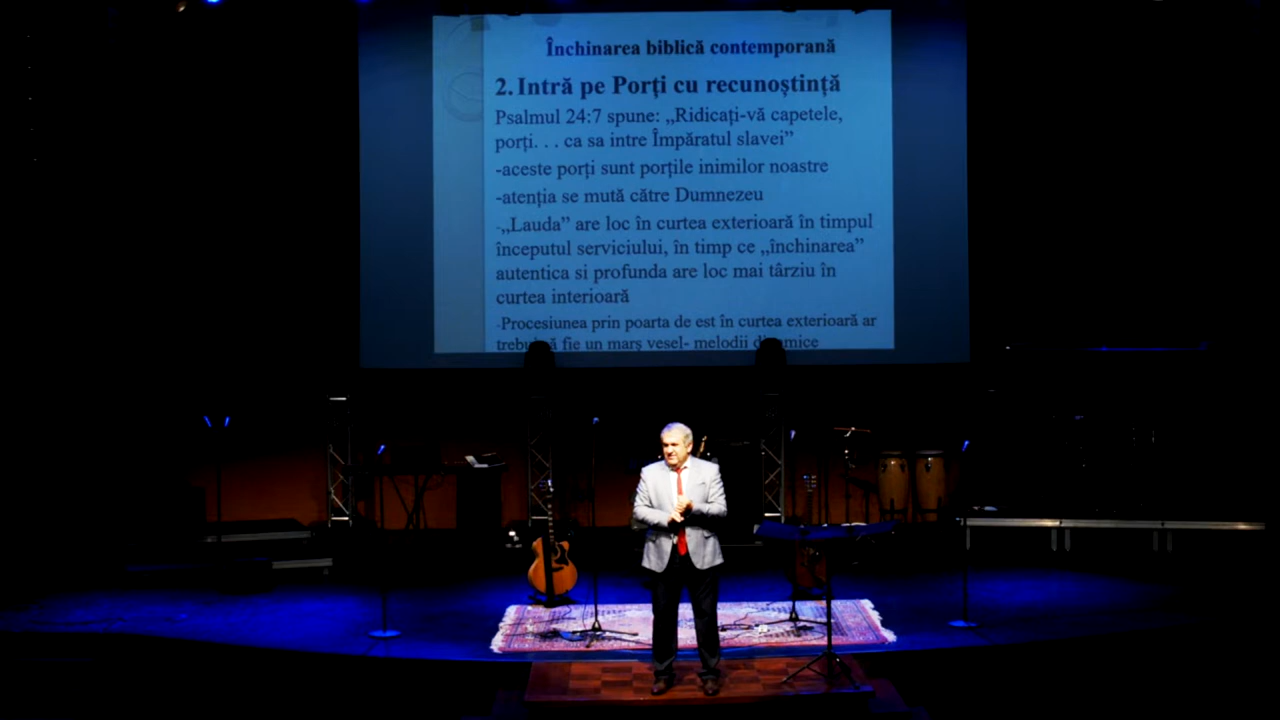 Închinarea biblică contemporană
2. Intră pe Porți cu recunoștință
Psalmul 24:7 spune: „Ridicați-vă capetele,
porți. . . ca sa intre Împăratul slavei”
-aceste porți sunt porțile inimilor noastre
-atenția se mută către Dumnezeu
-„Lauda” are loc în curtea exterioară în timpul
începutul serviciului, în timp ce „închinarea”
autentica si profunda are loc mai târziu în
curtea interioară
-Procesiunea prin poarta de est în curtea exterioară ar
fie un marș vesel- melodii